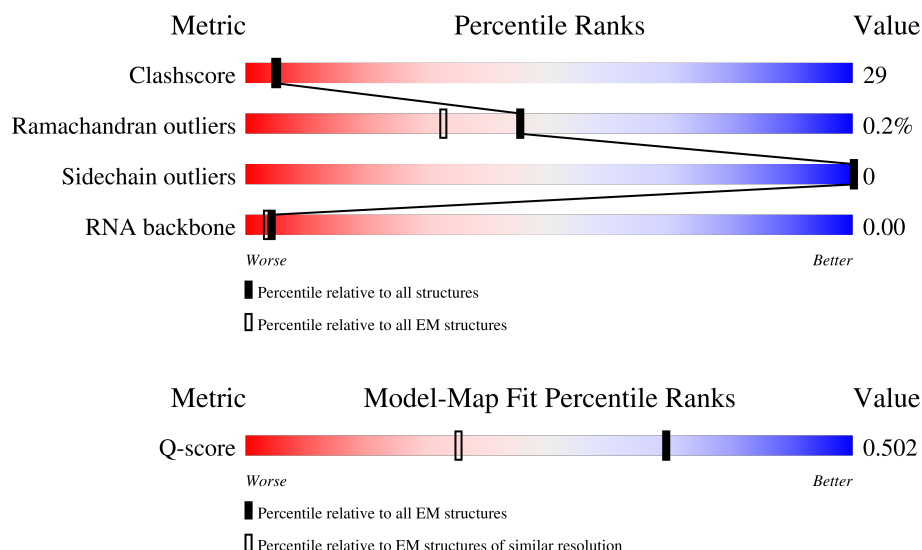 Metric Percentile Ranks Value
Clashscore 29
Ramachandran outliers 0.2%
Sidechain outliers 0
RNA backbone 0.00
Worse Better
Percentile relative to all structures
Percentile relative to all EM structures
Metric Model-Map Fit Percentile Ranks Value
Q-score 0.502
Worse Better
Percentile relative to all EM structures
Percentile relative to EM structures of similar resolution